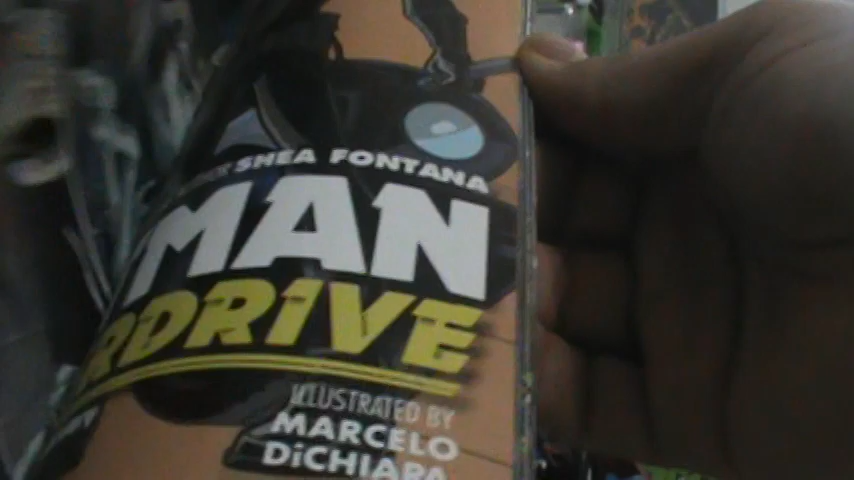 SHEA FONTANA
MAN
RDRIVE
ILLUSTRATED BY
MARCELO
DiCHIARA